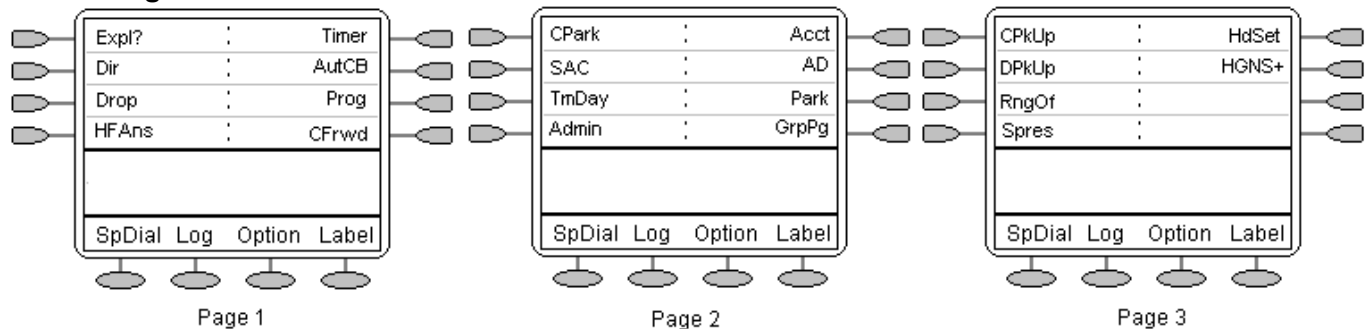 Expl? : Timer
Dir : AutCB
Drop : Prog
HFAns : CFrwd
SpDial Log Option Label
Page 1
CPark : Acct
SAC : AD
TmDay : Park
Admin : GrpPg
SpDial Log Option Label
Page 2
CPkUp : HdSet
DPkUp : HGNS+
RngOf :
Spres :
SpDial Log Option Label
Page 3